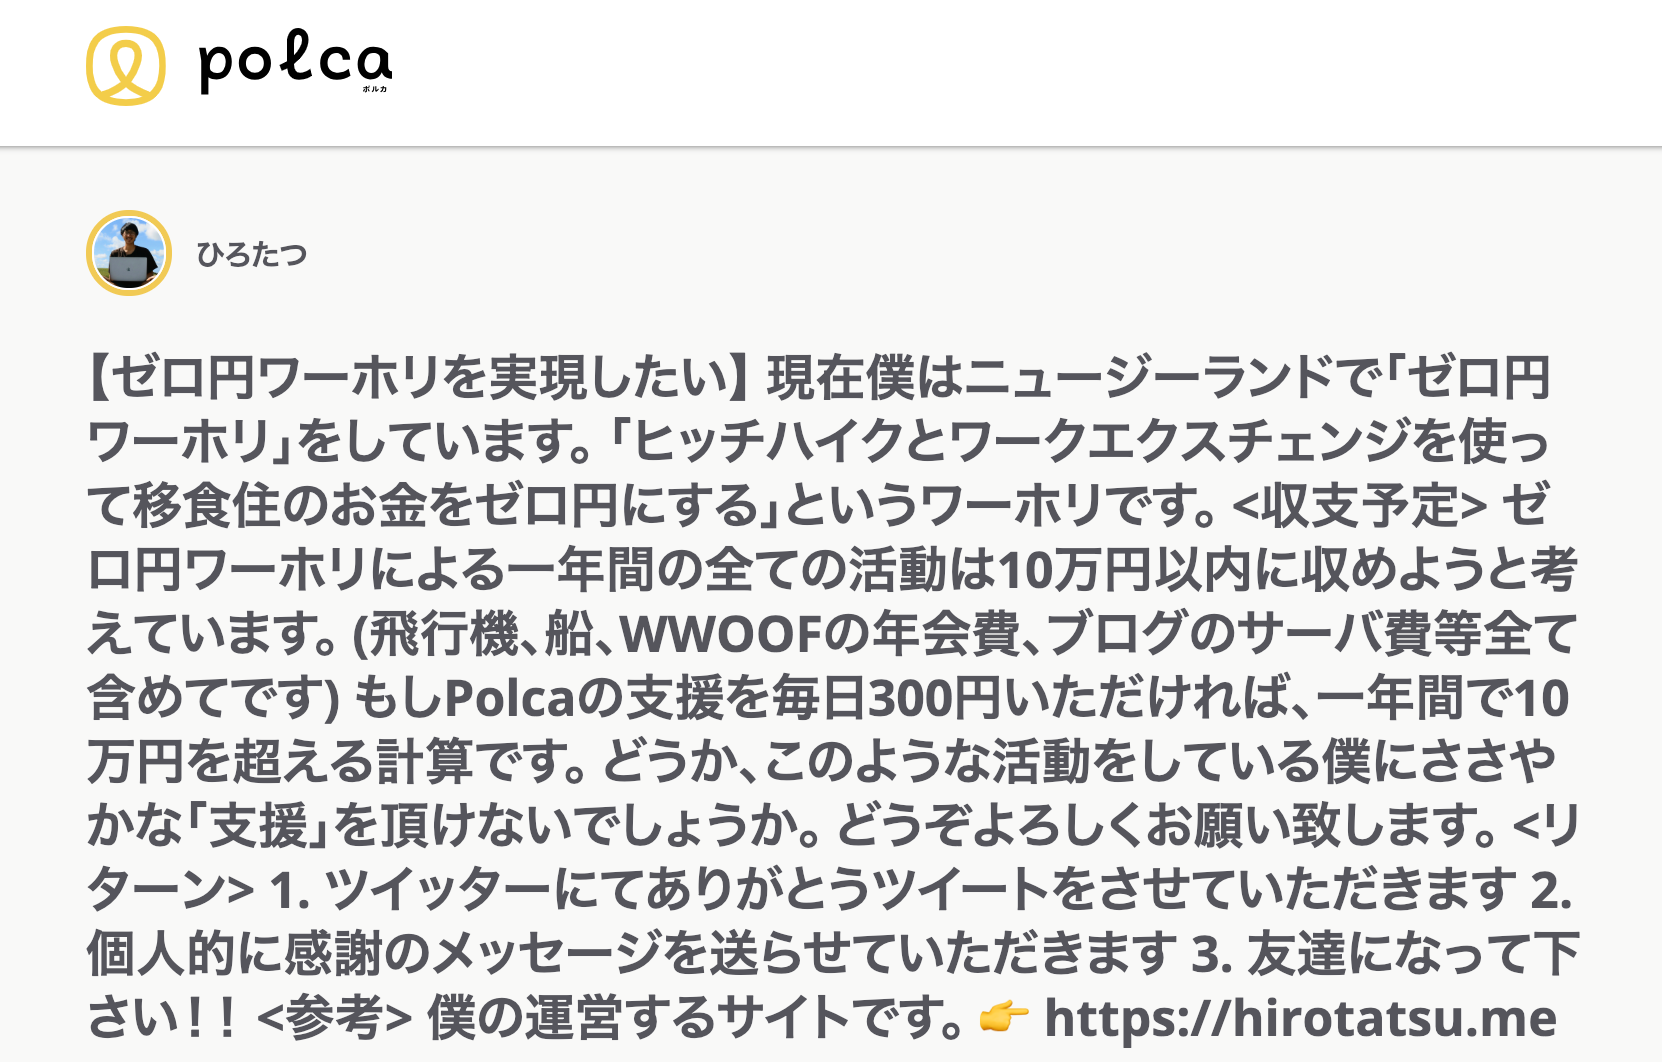 polca
ポルカ
ひろたつ
【ゼロ円ワーホリを実現したい】 現在僕はニュージーランドで「ゼロ円
ワーホリ」をしています。「ヒッチハイクとワークエクスチェンジを使っ
て移食住のお金をゼロ円にする」というワーホリです。 <収支予定> ゼ
ロ円ワーホリによる一年間の全ての活動は10万円以内に収めようと考
えています。 (飛行機、船、WWOOFの年会費、ブログのサーバ費等全て
含めてです) もしPolcaの支援を毎日300円いただければ、一年間で10
万円を超える計算です。 どうか、このような活動をしている僕にささや
かな「支援」を頂けないでしょうか。 どうぞよろしくお願い致します。 <リ
ターン> 1. ツイッターにてありがとうツイートをさせていただきます 2.
個人的に感謝のメッセージを送らせていただきます 3. 友達になって下
さい！！ <参考> 僕の運営するサイトです。 👉 https://hirotatsu.me